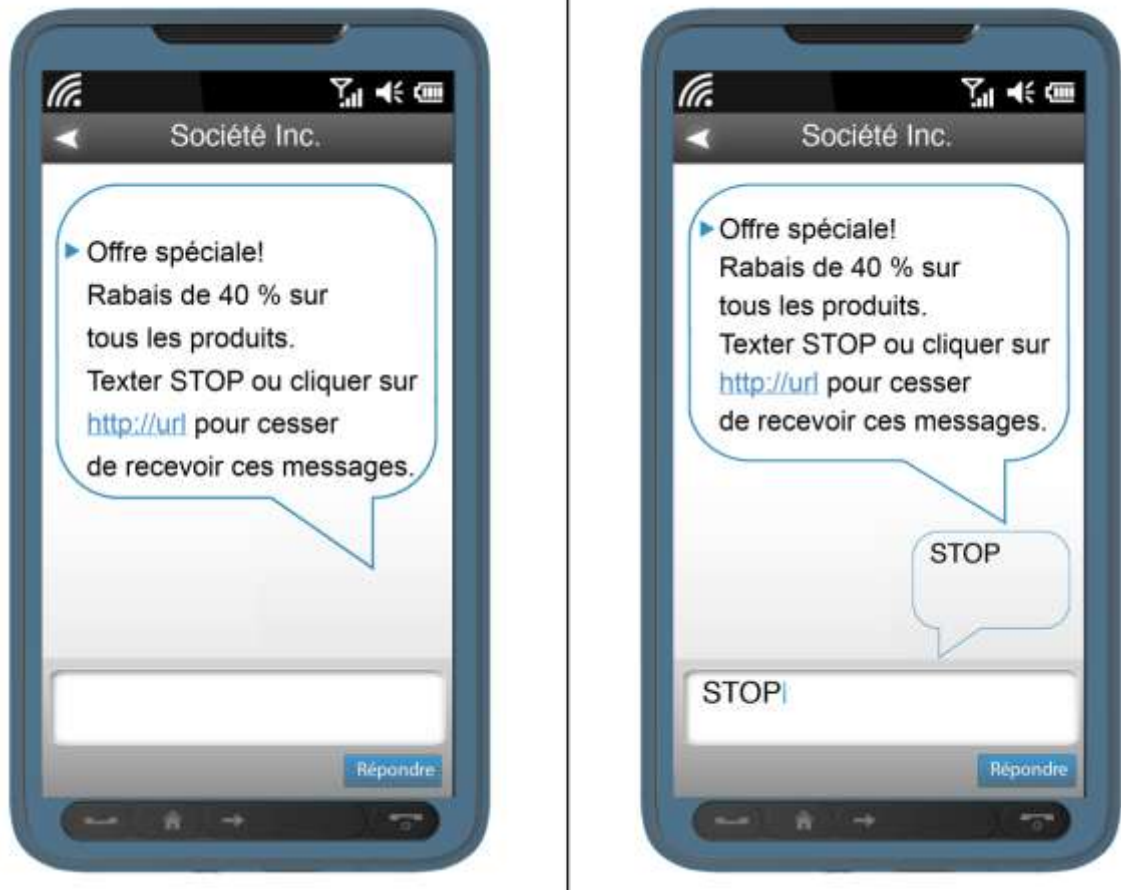 Société Inc.
Offre spéciale!
Rabais de 40 % sur
tous les produits.
Texter STOP ou cliquer sur
http://url pour cesser
de recevoir ces messages.
Répondre
Société Inc.
Offre spéciale!
Rabais de 40 % sur
tous les produits.
Texter STOP ou cliquer sur
http://url pour cesser
de recevoir ces messages.
STOP
STOP
Répondre